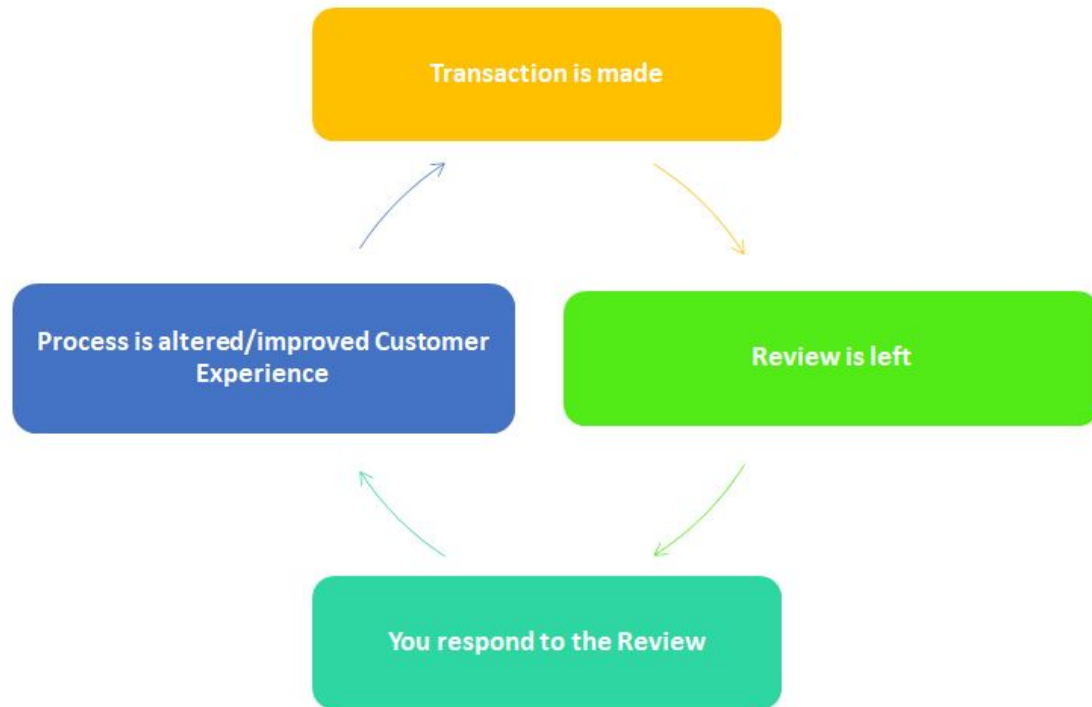 Transaction is made
Process is altered/improved Customer
Experience
Review is left
You respond to the Review